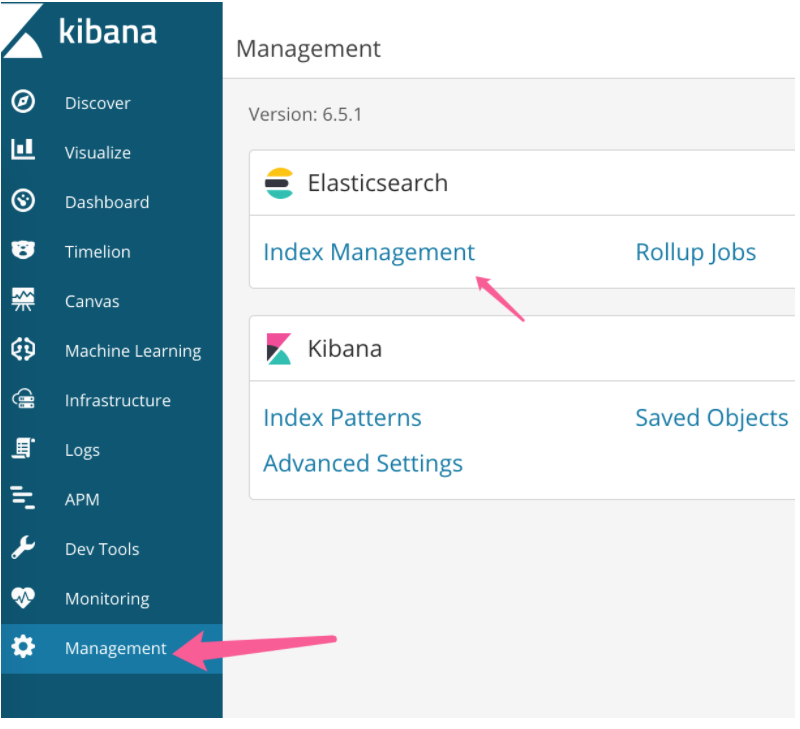 kibana
Discover
Visualize
Dashboard
Timelion
Canvas
Machine Learning
Infrastructure
Logs
APM
Dev Tools
Monitoring
Management
Management
Version: 6.5.1
Elasticsearch
Index Management Rollup Jobs
Kibana
Index Patterns Saved Objects
Advanced Settings